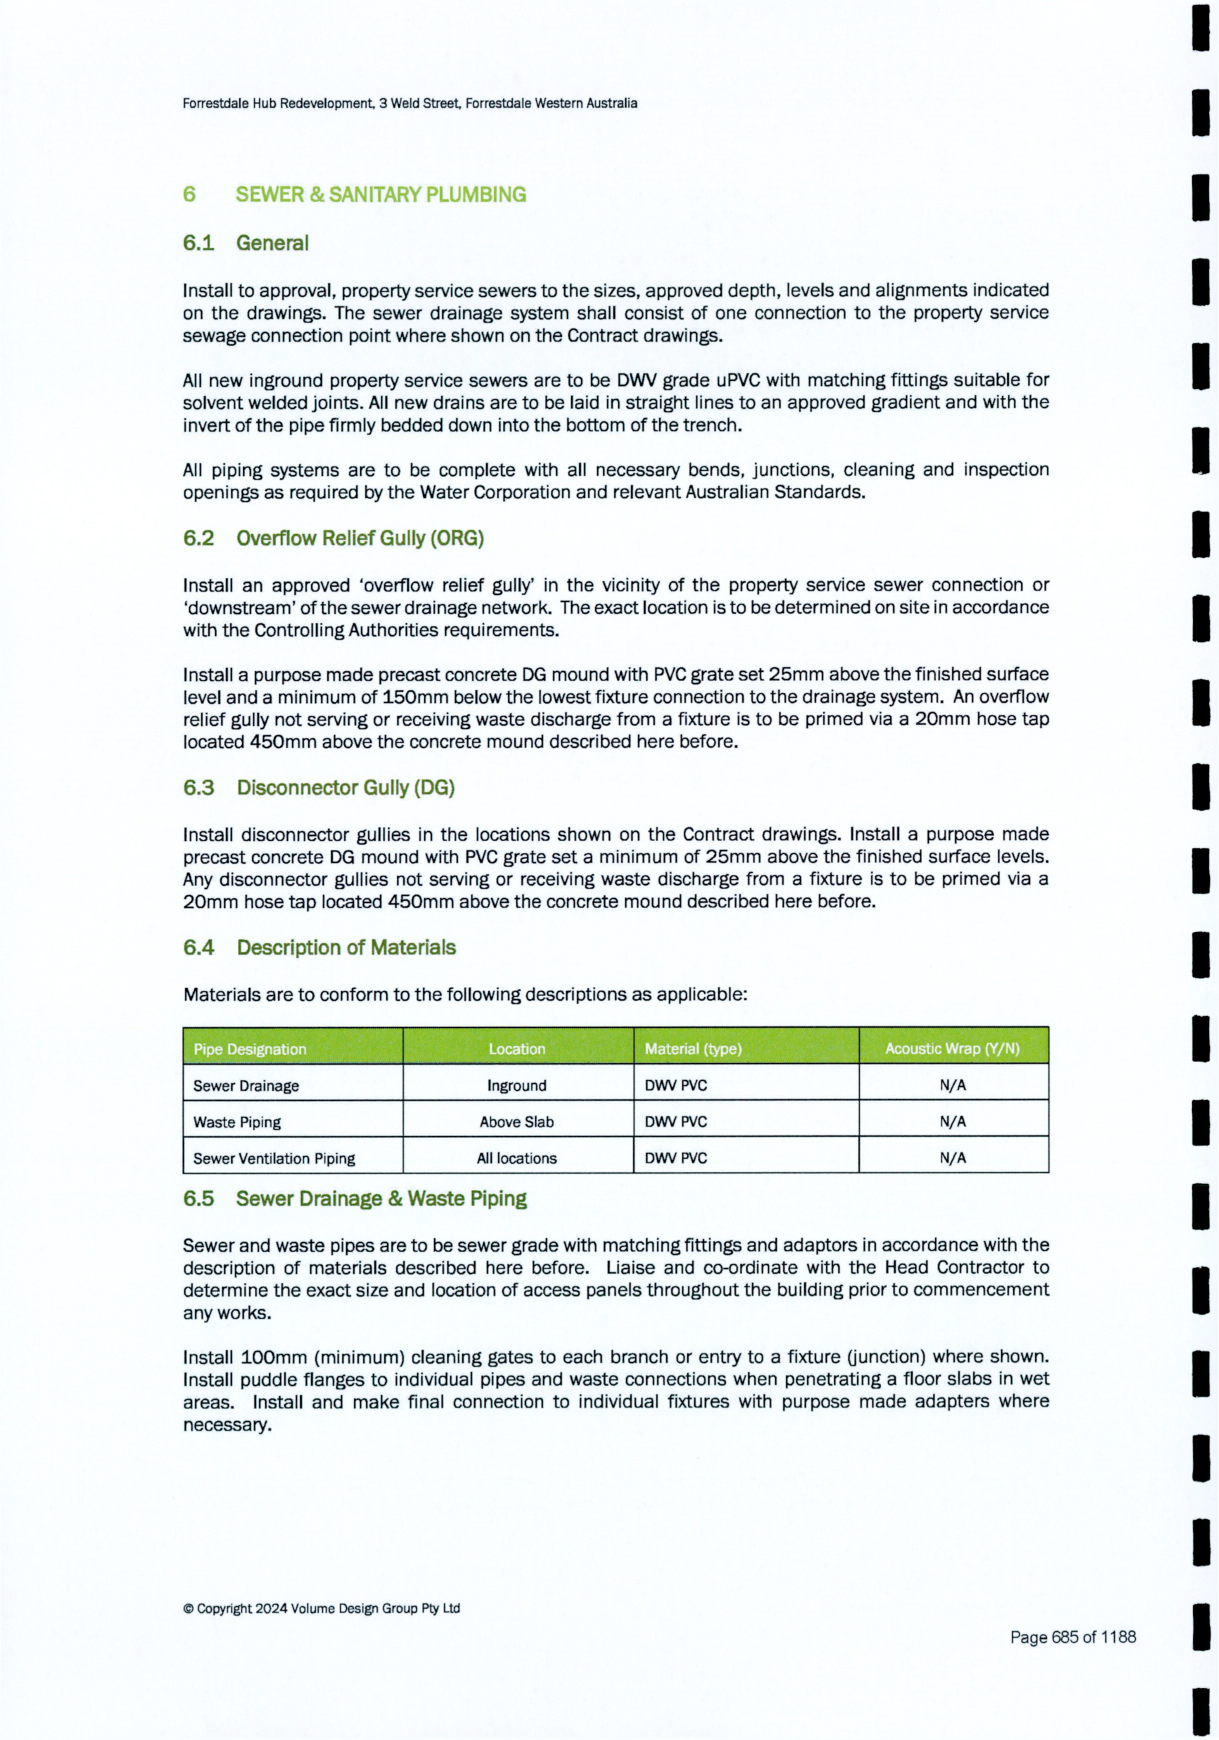 Forrestdale Hub Redevelopment, 3 Weld Street, Forrestdale Western Australia
6 SEWER & SANITARY PLUMBING
6.1 General
Install to approval, property service sewers to the sizes, approved depth, levels and alignments indicated
on the drawings. The sewer drainage system shall consist of one connection to the property service
sewage connection point where shown on the Contract drawings.
All new inground property service sewers are to be DWV grade uPVC with matching fittings suitable for
solvent welded joints. All new drains are to be laid in straight lines to an approved gradient and with the
invert of the pipe firmly bedded down into the bottom of the trench.
All piping systems are to be complete with all necessary bends, junctions, cleaning and inspection
openings as required by the Water Corporation and relevant Australian Standards.
6.2 Overflow Relief Gully (ORG)
Install an approved ‘overflow relief gully’ in the vicinity of the property service sewer connection or
‘downstream’ of the sewer drainage network. The exact location is to be determined on site in accordance
with the Controlling Authorities requirements.
Install a purpose made precast concrete DG mound with PVC grate set 25mm above the finished surface
level and a minimum of 150mm below the lowest fixture connection to the drainage system. An overflow
relief gully not serving or receiving waste discharge from a fixture is to be primed via a 20mm hose tap
located 450mm above the concrete mound described here before.
6.3 Disconnector Gully (DG)
Install disconnector gullies in the locations shown on the Contract drawings. Install a purpose made
precast concrete DG mound with PVC grate set a minimum of 25mm above the finished surface levels.
Any disconnector gullies not serving or receiving waste discharge from a fixture is to be primed via a
20mm hose tap located 450mm above the concrete mound described here before.
6.4 Description of Materials
Materials are to conform to the following descriptions as applicable:
Pipe Designation Location Material (type) Acoustic Wrap (Y/N)
Sewer Drainage Inground DWV PVC N/A
Waste Piping Above Slab DWV PVC N/A
Sewer Ventilation Piping All locations DWV PVC N/A
6.5 Sewer Drainage & Waste Piping
Sewer and waste pipes are to be sewer grade with matching fittings and adaptors in accordance with the
description of materials described here before. Liaise and co-ordinate with the Head Contractor to
determine the exact size and location of access panels throughout the building prior to commencement
any works.
Install 100mm (minimum) cleaning gates to each branch or entry to a fixture (junction) where shown.
Install puddle flanges to individual pipes and waste connections when penetrating a floor slabs in wet
areas. Install and make final connection to individual fixtures with purpose made adapters where
necessary.
© Copyright 2024 Volume Design Group Pty Ltd
Page 685 of 1188